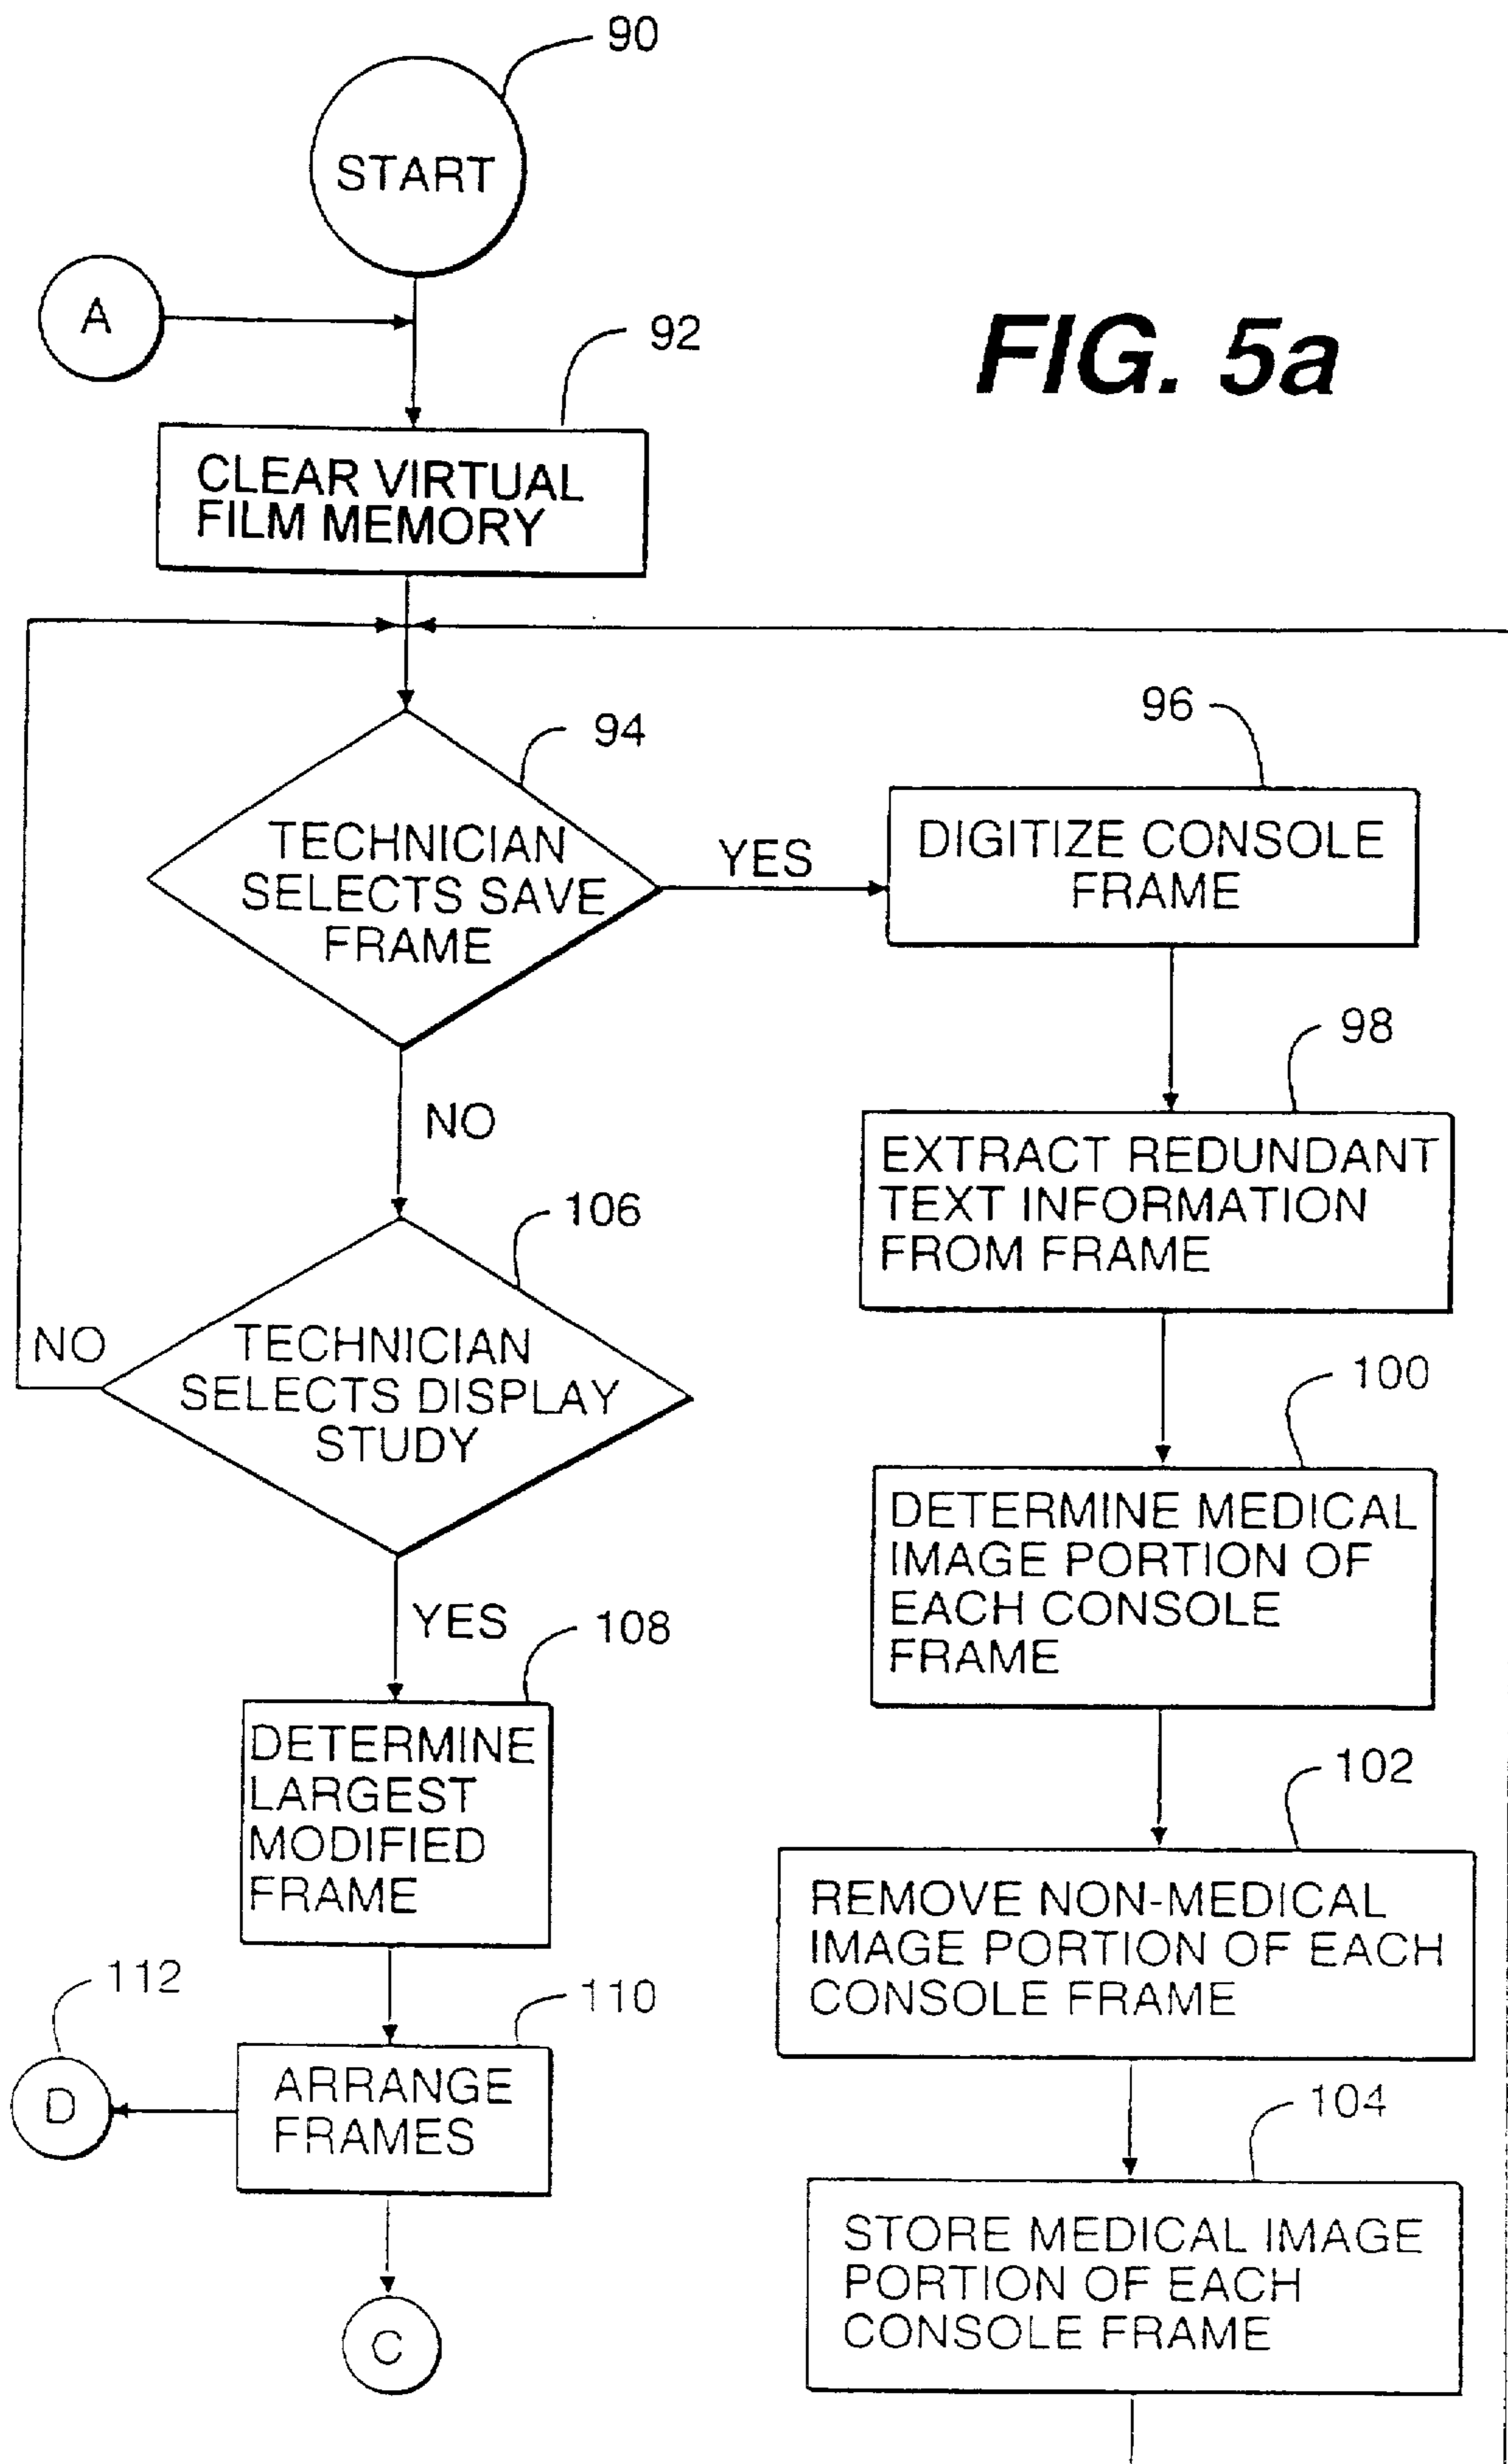 90
START
A
FIG. 5a
92
CLEAR VIRTUAL
FILM MEMORY
94
TECHNICIAN
SELECTS SAVE
FRAME
YES
96
DIGITIZE CONSOLE
FRAME
NO
98
EXTRACT REDUNDANT
TEXT INFORMATION
FROM FRAME
106
NO
TECHNICIAN
SELECTS DISPLAY
STUDY
100
DETERMINE MEDICAL
IMAGE PORTION OF
EACH CONSOLE
FRAME
YES
108
DETERMINE
LARGEST
MODIFIED
FRAME
102
REMOVE NON-MEDICAL
IMAGE PORTION OF EACH
CONSOLE FRAME
112
D
110
ARRANGE
FRAMES
104
STORE MEDICAL IMAGE
PORTION OF EACH
CONSOLE FRAME
C